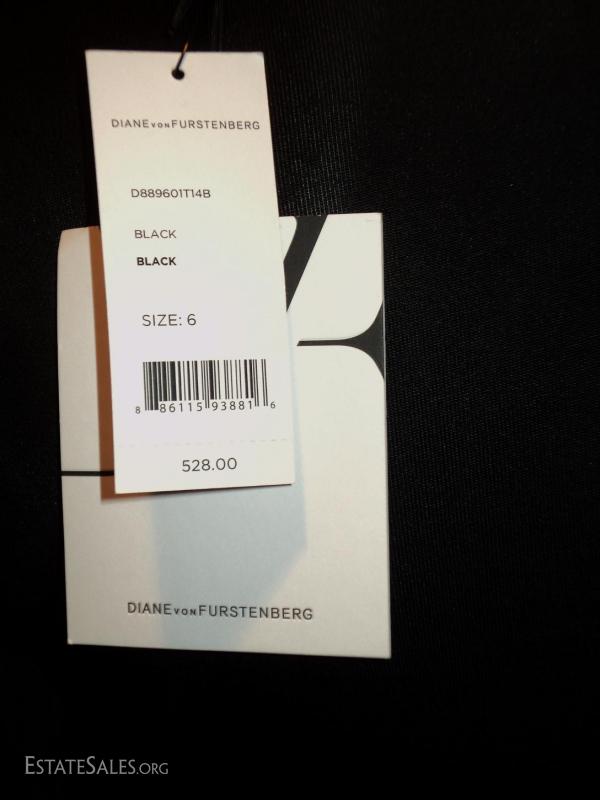 DIANE VON FURSTENBERG
D889601T14B
BLACK
BLACK
SIZE: 6
8 86115 93881 6
528.00
DIANE VON FURSTENBERG
ESTATESALES.ORG